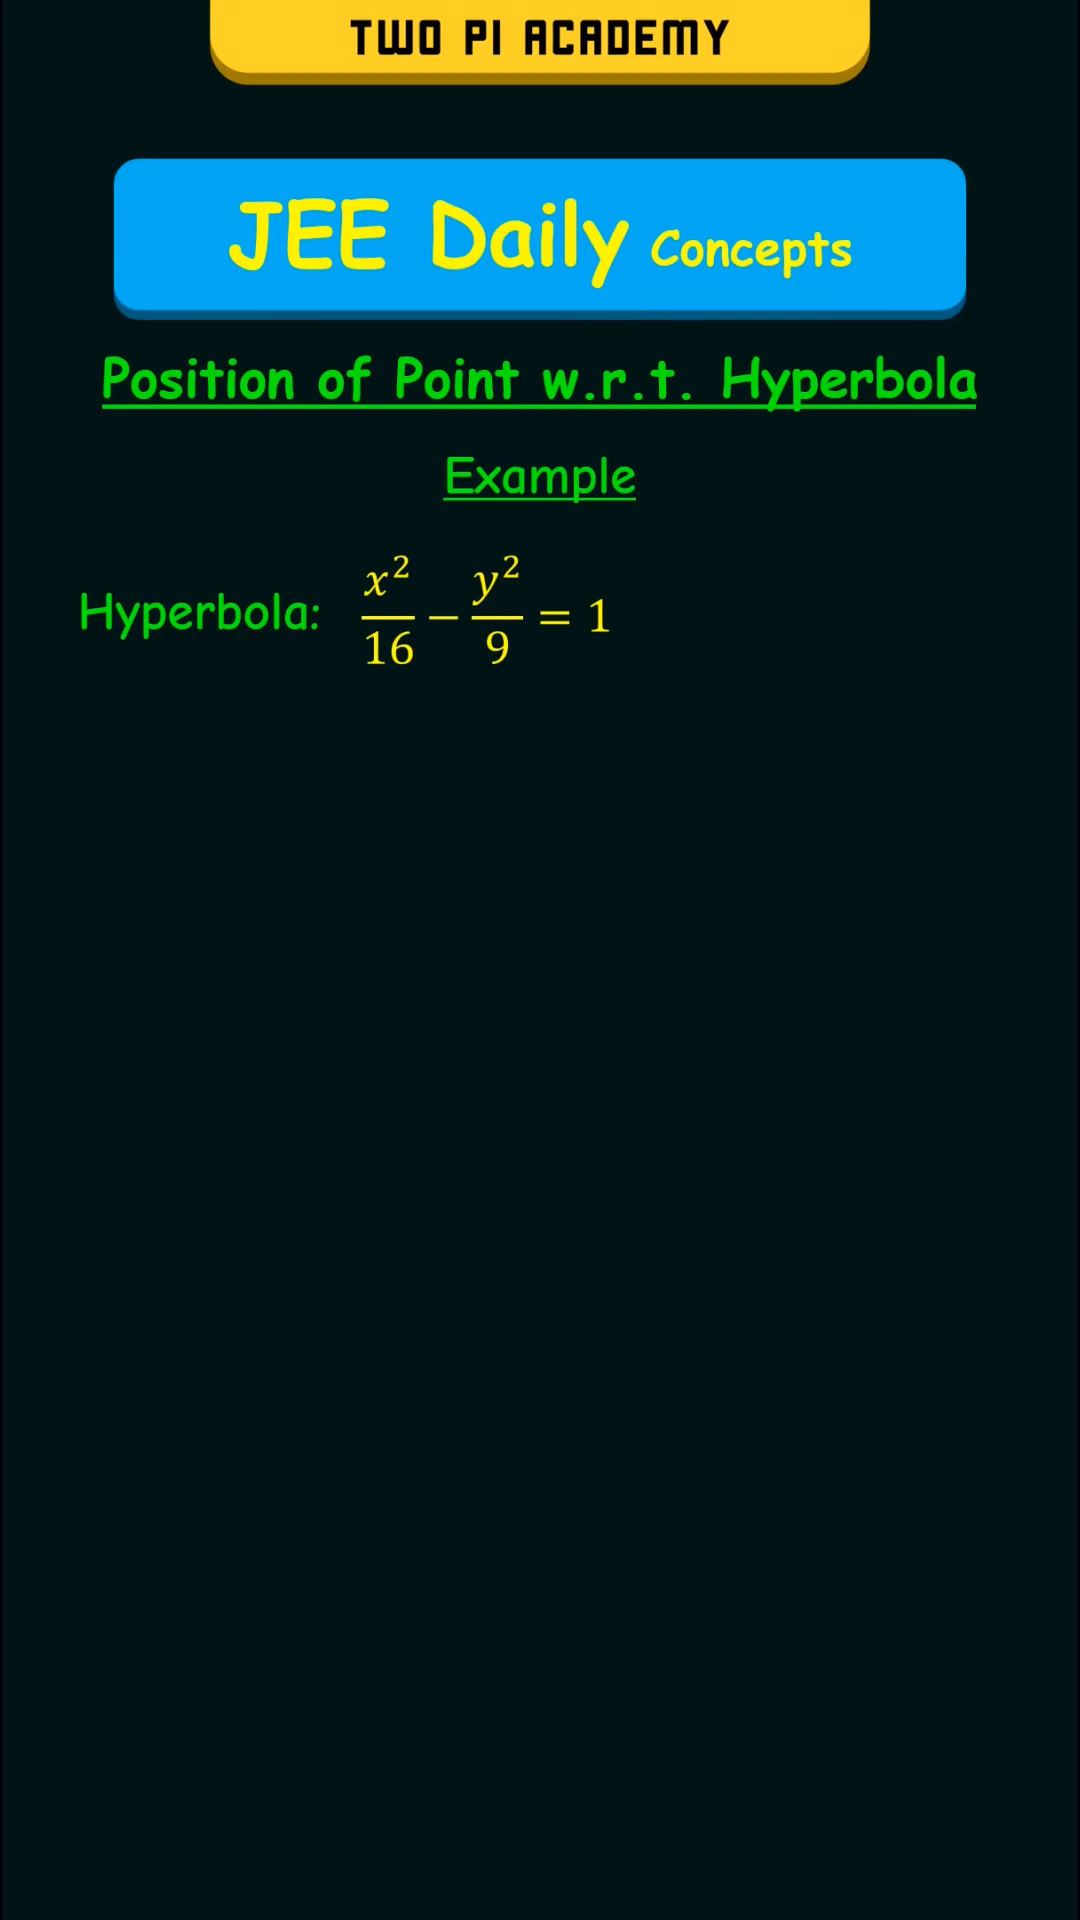 TWO PI ACADEMY
JEE Daily Concepts
Position of Point w.r.t. Hyperbola
Example
Hyperbola: x²/16 − y²/9 = 1